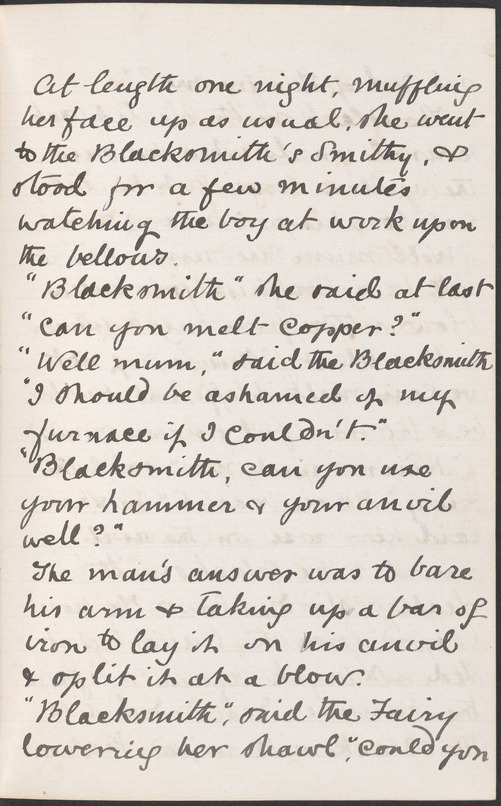 At length one night, muffling
her face up as usual, she went
to the Blacksmith's Smithy, &
stood for a few minutes
watching the boy at work upon
the bellows
"Blacksmith" she said at last
"can you melt copper?"
"Well mum," said the Blacksmith
"I should be ashamed of my
furnace if I couldn't."
"Blacksmith, can you use
your hammer & your anvil
well?"
The man's answer was to bare
his arm & taking up a bar of
iron to lay it on his anvil
& split it at a blow.
"Blacksmith", said the Fairy
lowering her shawl, "could you